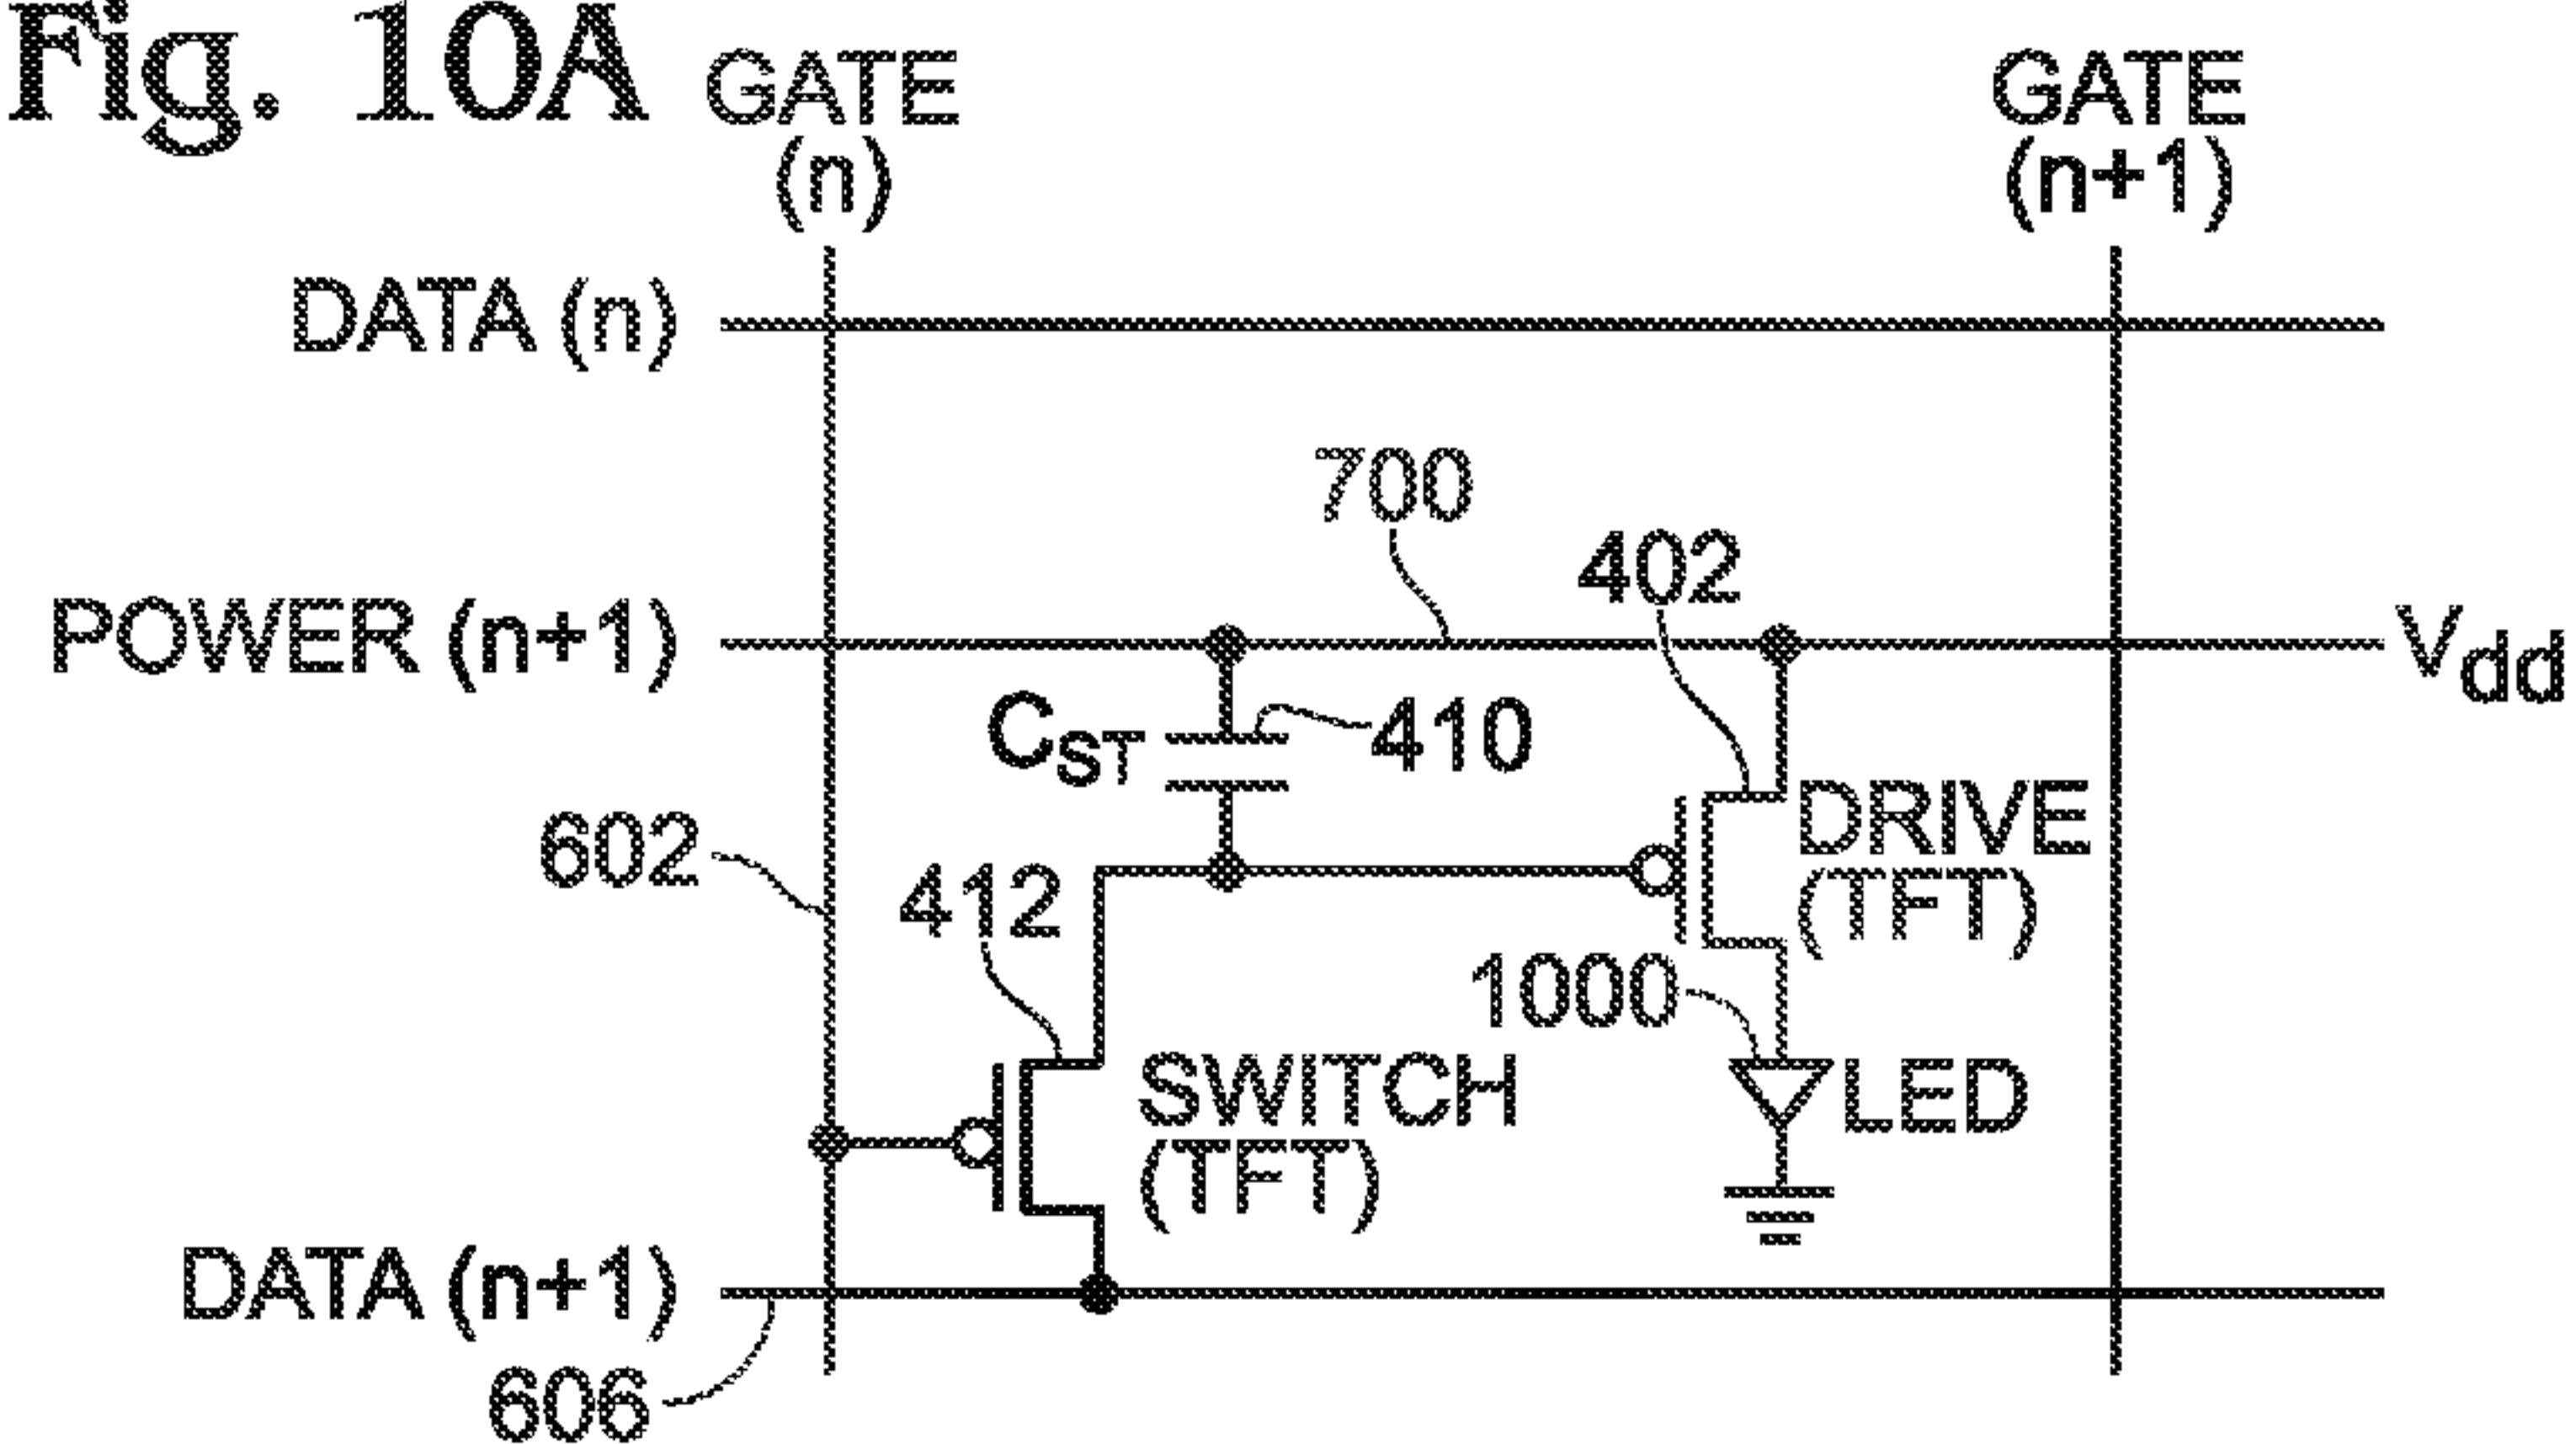 Fig. 10A
GATE
(n)
GATE
(n+1)
DATA (n)
700
402
POWER (n+1)
Vdd
CST
410
602
412
DRIVE
(TFT)
1000
SWITCH
(TFT)
LED
DATA (n+1)
606